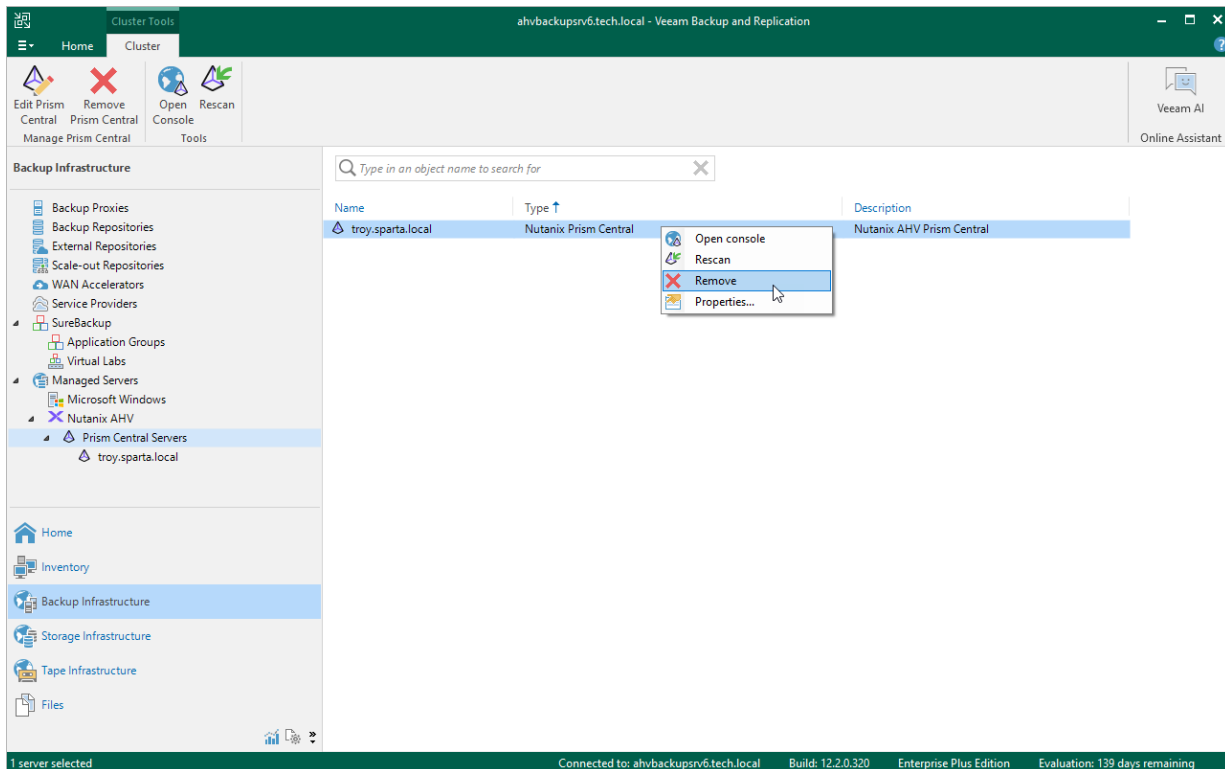 Cluster Tools
ahvbackupsrv6.tech.local - Veeam Backup and Replication
Home Cluster
?
Edit Prism Central
Remove Prism Central
Open Console
Rescan
Manage Prism Central
Tools
Veeam AI
Online Assistant
Backup Infrastructure
Backup Proxies
Backup Repositories
External Repositories
Scale-out Repositories
WAN Accelerators
Service Providers
SureBackup
Application Groups
Virtual Labs
Managed Servers
Microsoft Windows
Nutanix AHV
Prism Central Servers
troy.sparta.local
Home
Inventory
Backup Infrastructure
Storage Infrastructure
Tape Infrastructure
Files
Type in an object name to search for
Name Type Description
troy.sparta.local Nutanix Prism Central Nutanix AHV Prism Central
Open console
Rescan
Remove
Properties...
1 server selected
Connected to: ahvbackupsrv6.tech.local Build: 12.2.0.320 Enterprise Plus Edition Evaluation: 139 days remaining